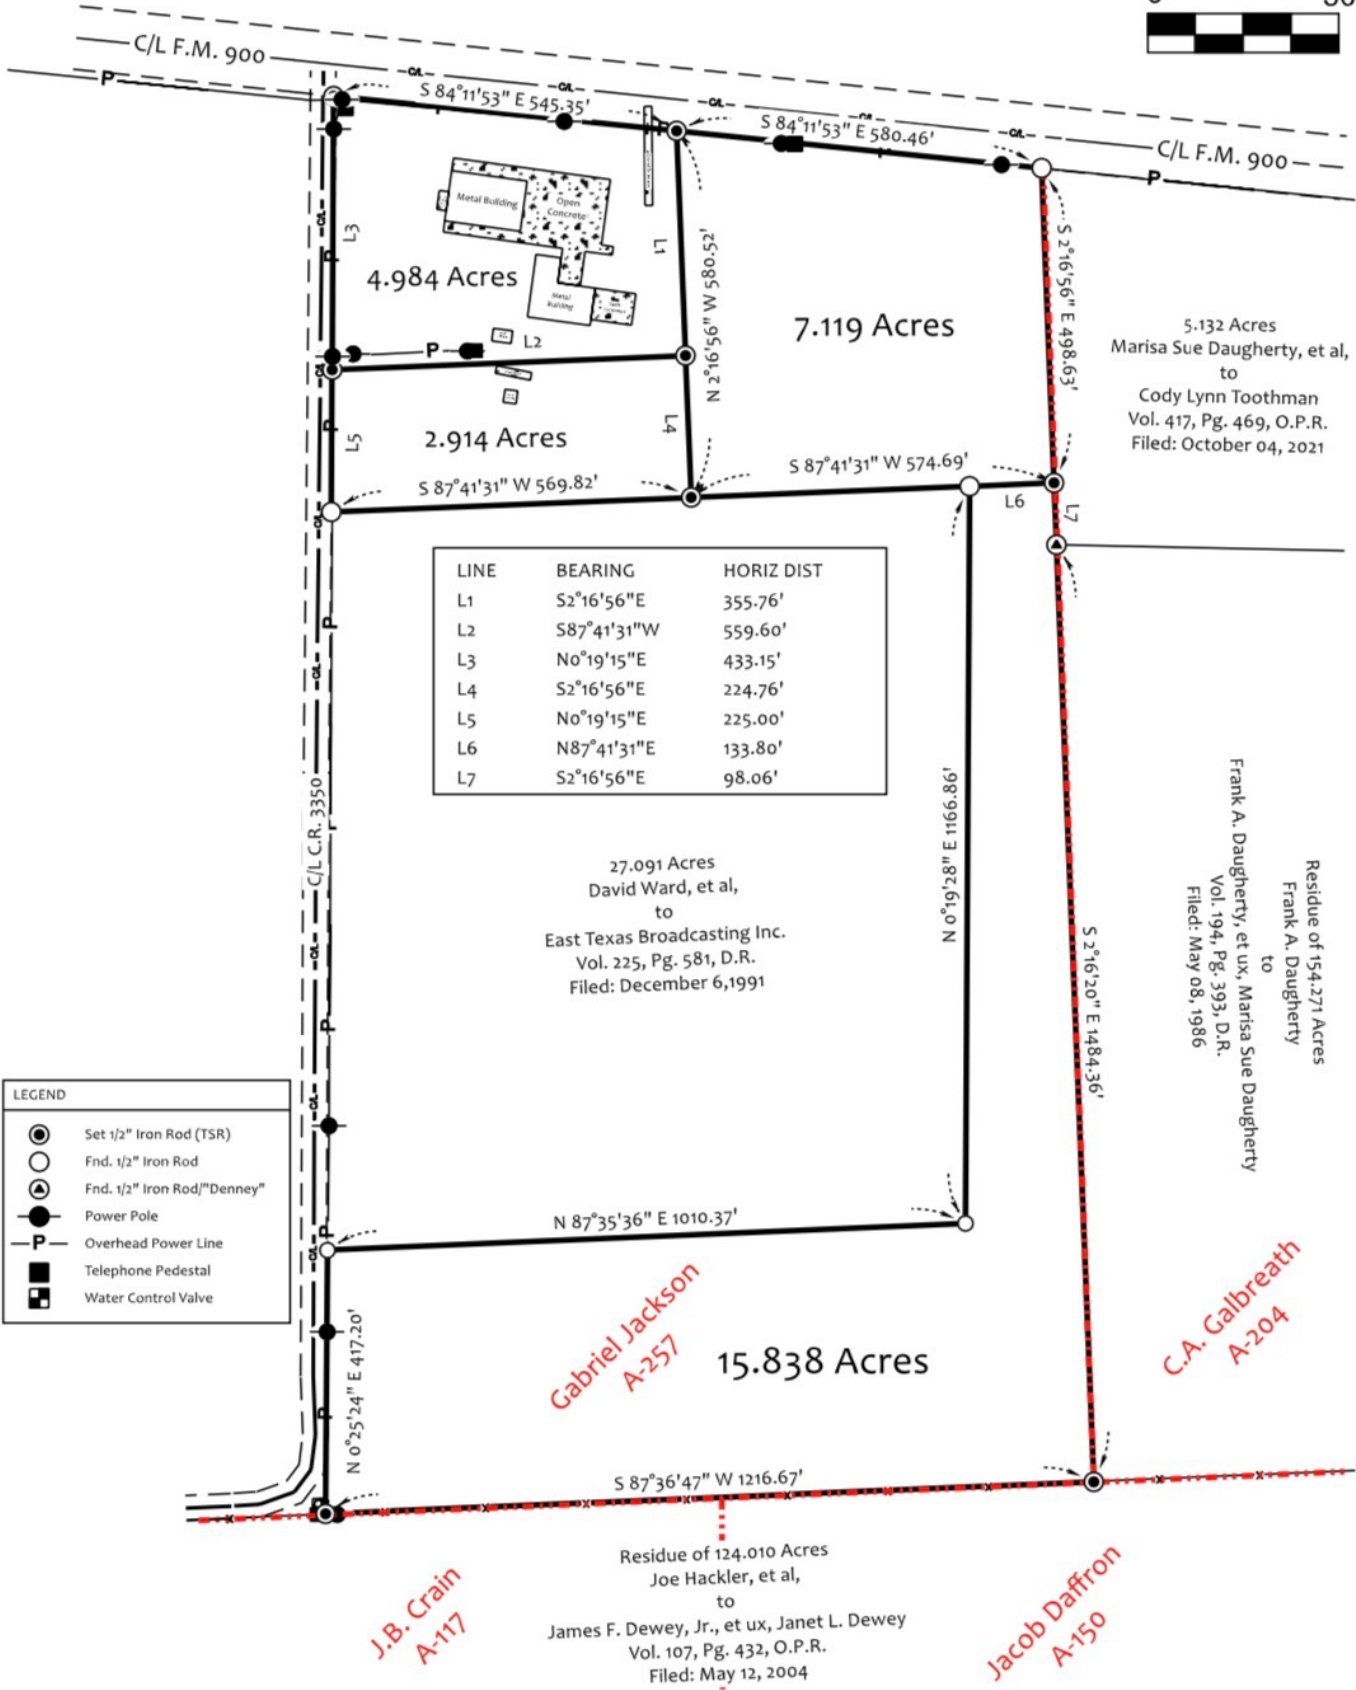 C/L F.M. 900
P
C/L
C/L
C/L
C/L
C/L
S 84°11'53" E 545.35'
S 84°11'53" E 580.46'
C/L F.M. 900
P
Metal Building
Open
Concrete
L3
L1
4.984 Acres
Metal
Building
N 2°16'56" W 580.52'
7.119 Acres
S 2°16'56" E 498.63'
5.132 Acres
Marisa Sue Daugherty, et al,
to
Cody Lynn Toothman
Vol. 417, Pg. 469, O.P.R.
Filed: October 04, 2021
P
L2
L5
2.914 Acres
L4
S 87°41'31" W 569.82'
S 87°41'31" W 574.69'
L6
L7
LINE BEARING HORIZ DIST
L1 S2°16'56"E 355.76'
L2 S87°41'31"W 559.60'
L3 N0°19'15"E 433.15'
L4 S2°16'56"E 224.76'
L5 N0°19'15"E 225.00'
L6 N87°41'31"E 133.80'
L7 S2°16'56"E 98.06'
C/L C.R. 3350
27.091 Acres
David Ward, et al,
to
East Texas Broadcasting Inc.
Vol. 225, Pg. 581, D.R.
Filed: December 6,1991
N 0°19'28" E 1166.86'
S 2°16'20" E 1484.36'
Residue of 154.271 Acres
Frank A. Daugherty
to
Frank A. Daugherty, et ux, Marisa Sue Daugherty
Vol. 194, Pg. 393, D.R.
Filed: May 08, 1986
LEGEND
Set 1/2" Iron Rod (TSR)
Fnd. 1/2" Iron Rod
Fnd. 1/2" Iron Rod/"Denney"
Power Pole
P Overhead Power Line
Telephone Pedestal
Water Control Valve
N 87°35'36" E 1010.37'
N 0°25'24" E 417.20'
Gabriel Jackson
A-257
15.838 Acres
C.A. Galbreath
A-204
S 87°36'47" W 1216.67'
J.B. Crain
A-117
Residue of 124.010 Acres
Joe Hackler, et al,
to
James F. Dewey, Jr., et ux, Janet L. Dewey
Vol. 107, Pg. 432, O.P.R.
Filed: May 12, 2004
Jacob Daffron
A-150